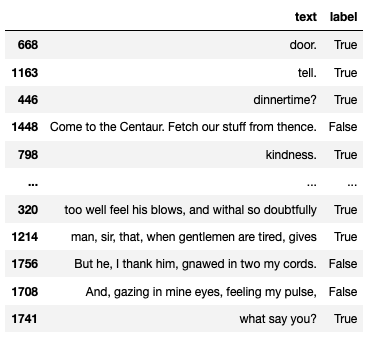 text label
668 door. True
1163 tell. True
446 dinnertime? True
1448 Come to the Centaur. Fetch our stuff from thence. False
798 kindness. True
... ... ...
320 too well feel his blows, and withal so doubtfully True
1214 man, sir, that, when gentlemen are tired, gives True
1756 But he, I thank him, gnawed in two my cords. False
1708 And, gazing in mine eyes, feeling my pulse, False
1741 what say you? True